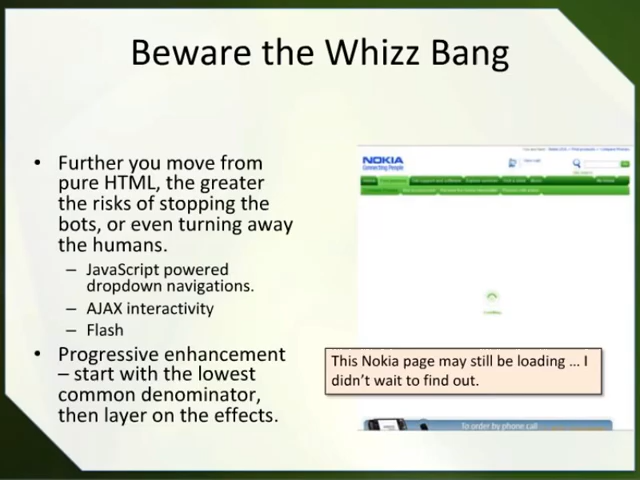 Beware the Whizz Bang
• Further you move from
pure HTML, the greater
the risks of stopping the
bots, or even turning away
the humans.
– JavaScript powered
dropdown navigations.
– AJAX interactivity
– Flash
• Progressive enhancement
– start with the lowest
common denominator,
then layer on the effects.
NOKIA
Connecting People
This Nokia page may still be loading … I
didn't wait to find out.
To order by phone call